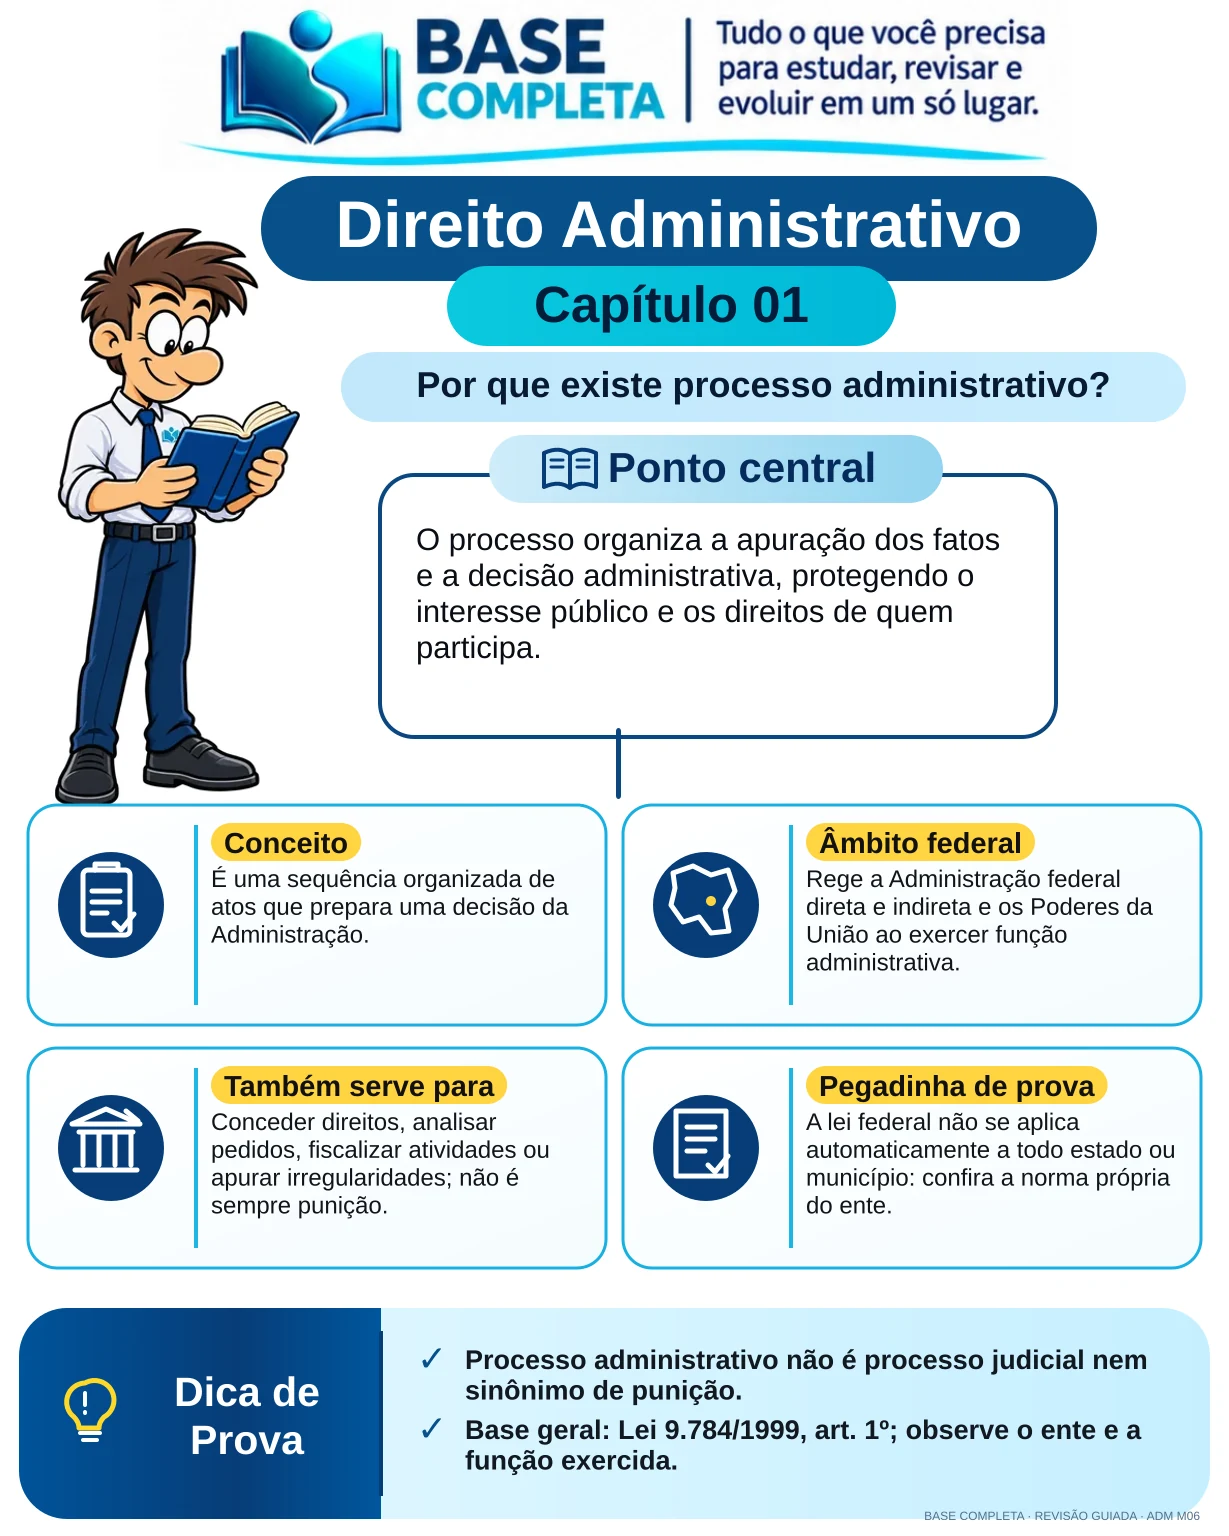 BASE
COMPLETA
Tudo o que você precisa
para estudar, revisar e
evoluir em um só lugar.
Direito Administrativo
Capítulo 01
Por que existe processo administrativo?
Ponto central
O processo organiza a apuração dos fatos
e a decisão administrativa, protegendo o
interesse público e os direitos de quem
participa.
Conceito
É uma sequência organizada de
atos que prepara uma decisão da
Administração.
Âmbito federal
Rege a Administração federal
direta e indireta e os Poderes da
União ao exercer função
administrativa.
Também serve para
Conceder direitos, analisar
pedidos, fiscalizar atividades ou
apurar irregularidades; não é
sempre punição.
Pegadinha de prova
A lei federal não se aplica
automaticamente a todo estado ou
município: confira a norma própria
do ente.
Dica de
Prova
✓ Processo administrativo não é processo judicial nem
sinônimo de punição.
✓ Base geral: Lei 9.784/1999, art. 1º; observe o ente e a
função exercida.
BASE COMPLETA · REVISÃO GUIADA · ADM M06